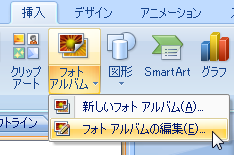 挿入 デザイン アニメーション
クリップ アート フォト アルバム 図形 SmartArt グラフ
新しいフォト アルバム(A)...
フォト アルバムの編集(E)...
トライン